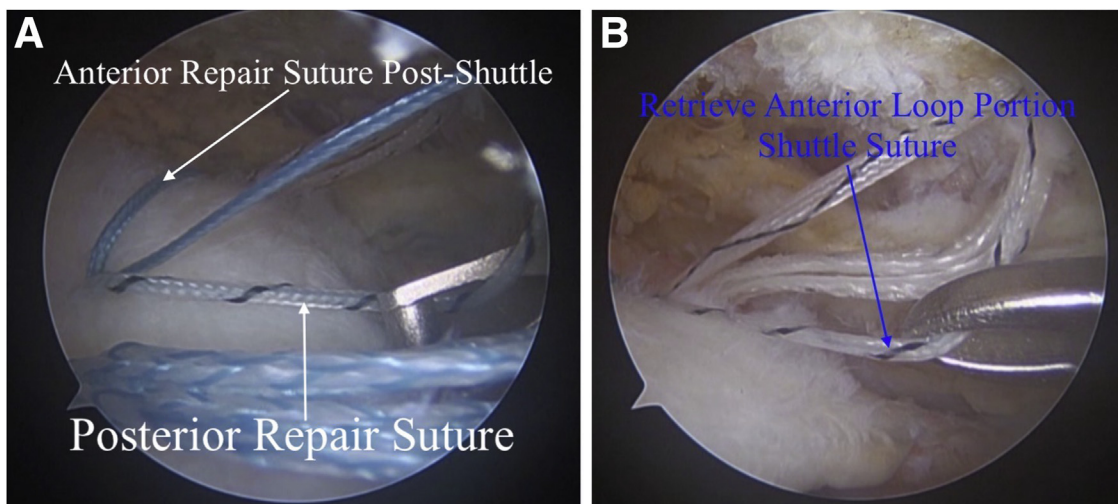 A
Anterior Repair Suture Post-Shuttle
Posterior Repair Suture
B
Retrieve Anterior Loop Portion
Shuttle Suture